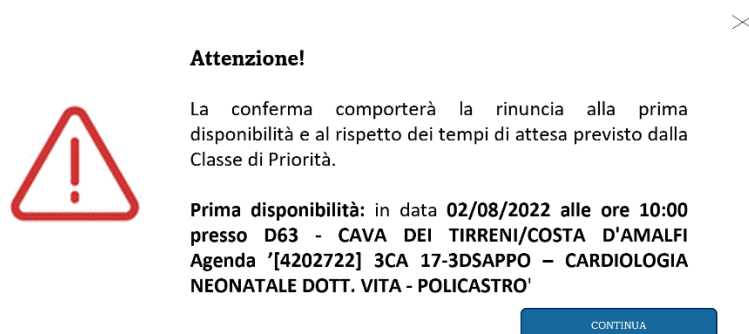 Attenzione!
La conferma comporterà la rinuncia alla prima
disponibilità e al rispetto dei tempi di attesa previsto dalla
Classe di Priorità.
Prima disponibilità: in data 02/08/2022 alle ore 10:00
presso D63 - CAVA DEI TIRRENI/COSTA D'AMALFI
Agenda '[4202722] 3CA 17-3DSAPPO – CARDIOLOGIA
NEONATALE DOTT. VITA - POLICASTRO'
CONTINUA